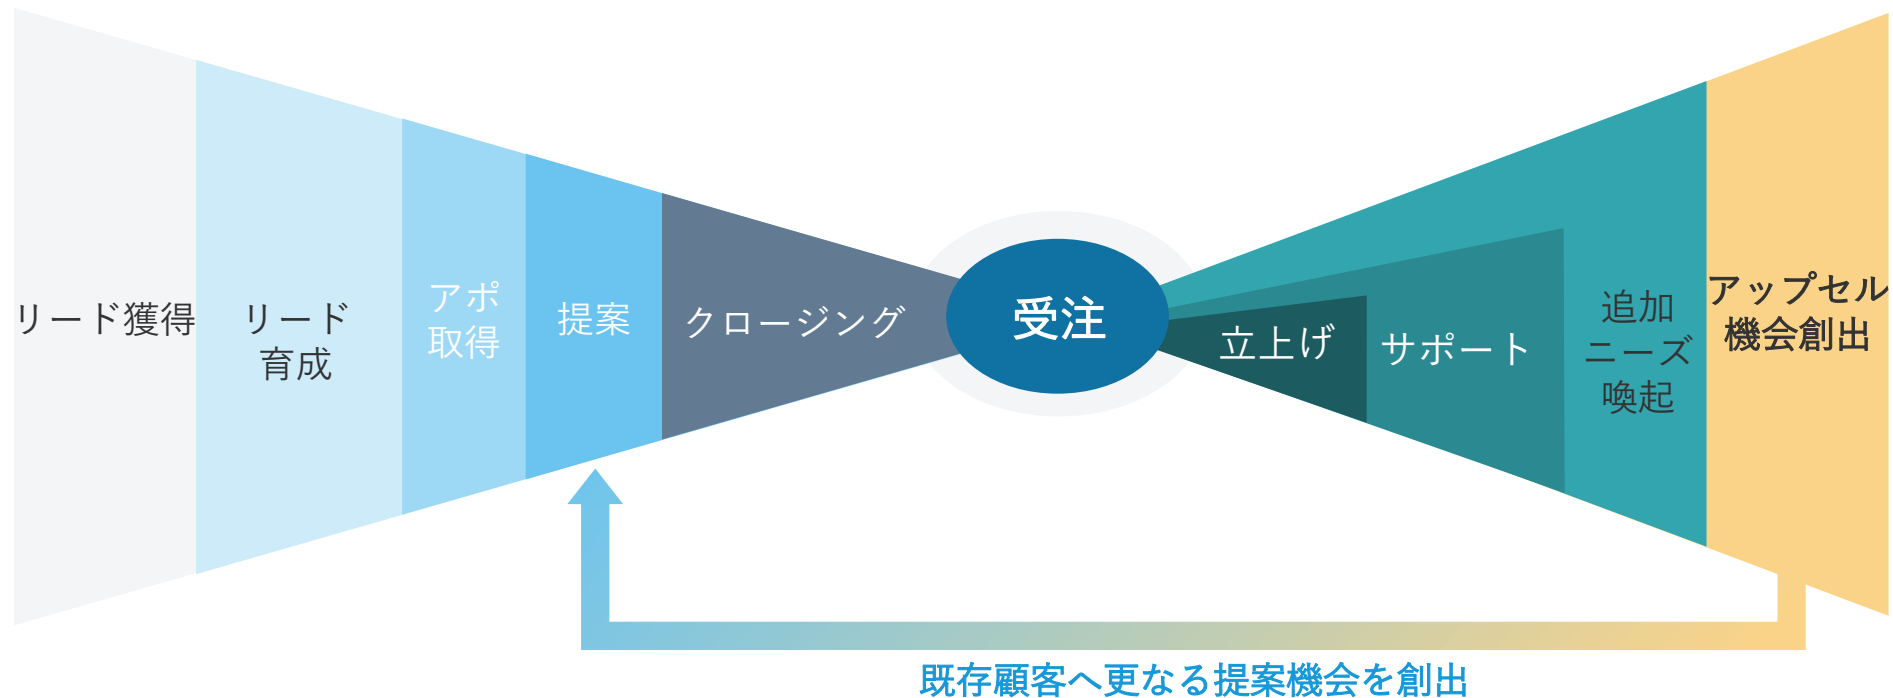 リード獲得
リード
育成
アポ
取得
提案
クロージング
受注
立上げ
サポート
追加
ニーズ
喚起
アップセル
機会創出
既存顧客へ更なる提案機会を創出